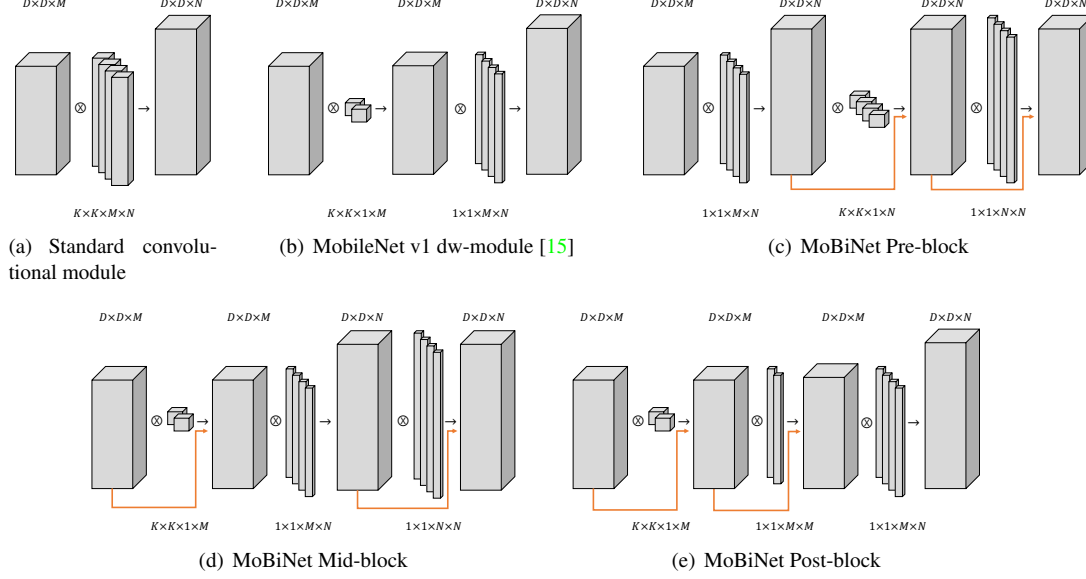 D×D×M D×D×N D×D×M D×D×N D×D×M D×D×N D×D×N D×D×N
⊗ → ⊗ → ⊗ → ⊗ → ⊗ → ⊗ →
K×K×M×N K×K×1×M 1×1×M×N 1×1×M×N K×K×1×N 1×1×N×N
(a) Standard convolu-
tional module
(b) MobileNet v1 dw-module [15]
(c) MoBiNet Pre-block
D×D×M D×D×M D×D×N D×D×N D×D×M D×D×M D×D×M D×D×N
⊗ → ⊗ → ⊗ → ⊗ → ⊗ → ⊗ →
K×K×1×M 1×1×M×N 1×1×N×N K×K×1×M 1×1×M×M 1×1×M×N
(d) MoBiNet Mid-block
(e) MoBiNet Post-block